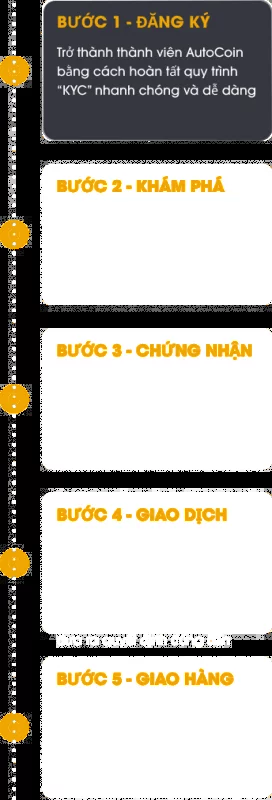 BƯỚC 1 - ĐĂNG KÝ
Trở thành thành viên AutoCoin
bằng cách hoàn tất quy trình
“KYC” nhanh chóng và dễ dàng
BƯỚC 2 - KHÁM PHÁ
BƯỚC 3 - CHỨNG NHẬN
BƯỚC 4 - GIAO DỊCH
BƯỚC 5 - GIAO HÀNG